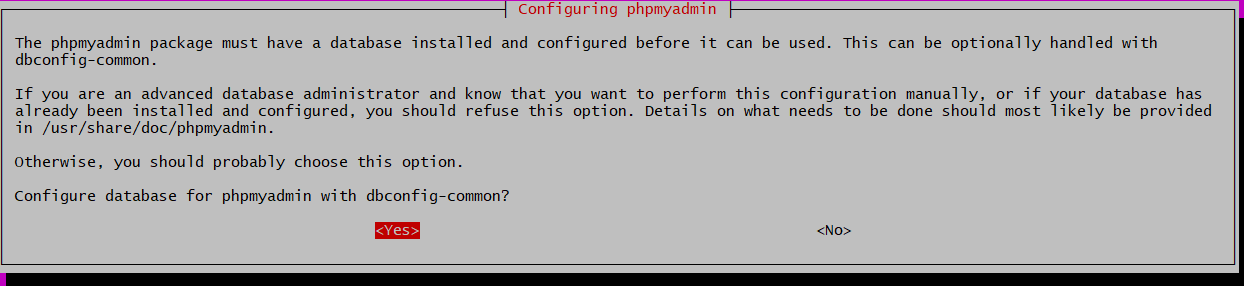 Configuring phpmyadmin
The phpmyadmin package must have a database installed and configured before it can be used. This can be optionally handled with
dbconfig-common.
If you are an advanced database administrator and know that you want to perform this configuration manually, or if your database has
already been installed and configured, you should refuse this option. Details on what needs to be done should most likely be provided
in /usr/share/doc/phpmyadmin.
Otherwise, you should probably choose this option.
Configure database for phpmyadmin with dbconfig-common?
<Yes> <No>